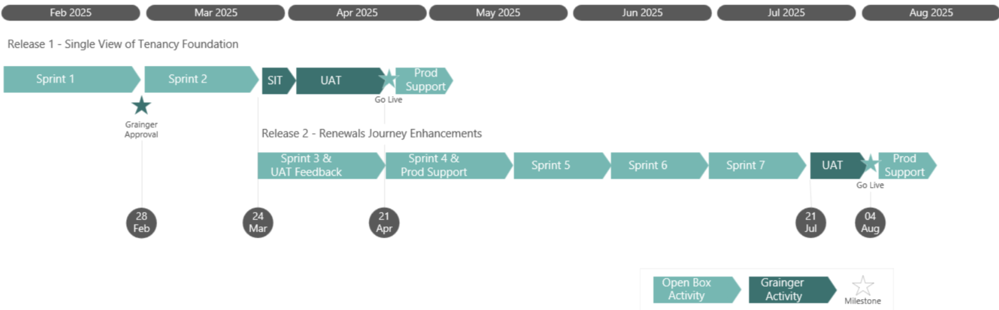 Feb 2025
Mar 2025
Apr 2025
May 2025
Jun 2025
Jul 2025
Aug 2025
Release 1 - Single View of Tenancy Foundation
Sprint 1
Sprint 2
SIT
UAT
Prod
Support
Go Live
Grainger
Approval
Release 2 - Renewals Journey Enhancements
Sprint 3 &
UAT Feedback
Sprint 4 &
Prod Support
Sprint 5
Sprint 6
Sprint 7
UAT
Prod
Support
Go Live
28
Feb
24
Mar
21
Apr
21
Jul
04
Aug
Open Box
Activity
Grainger
Activity
Milestone